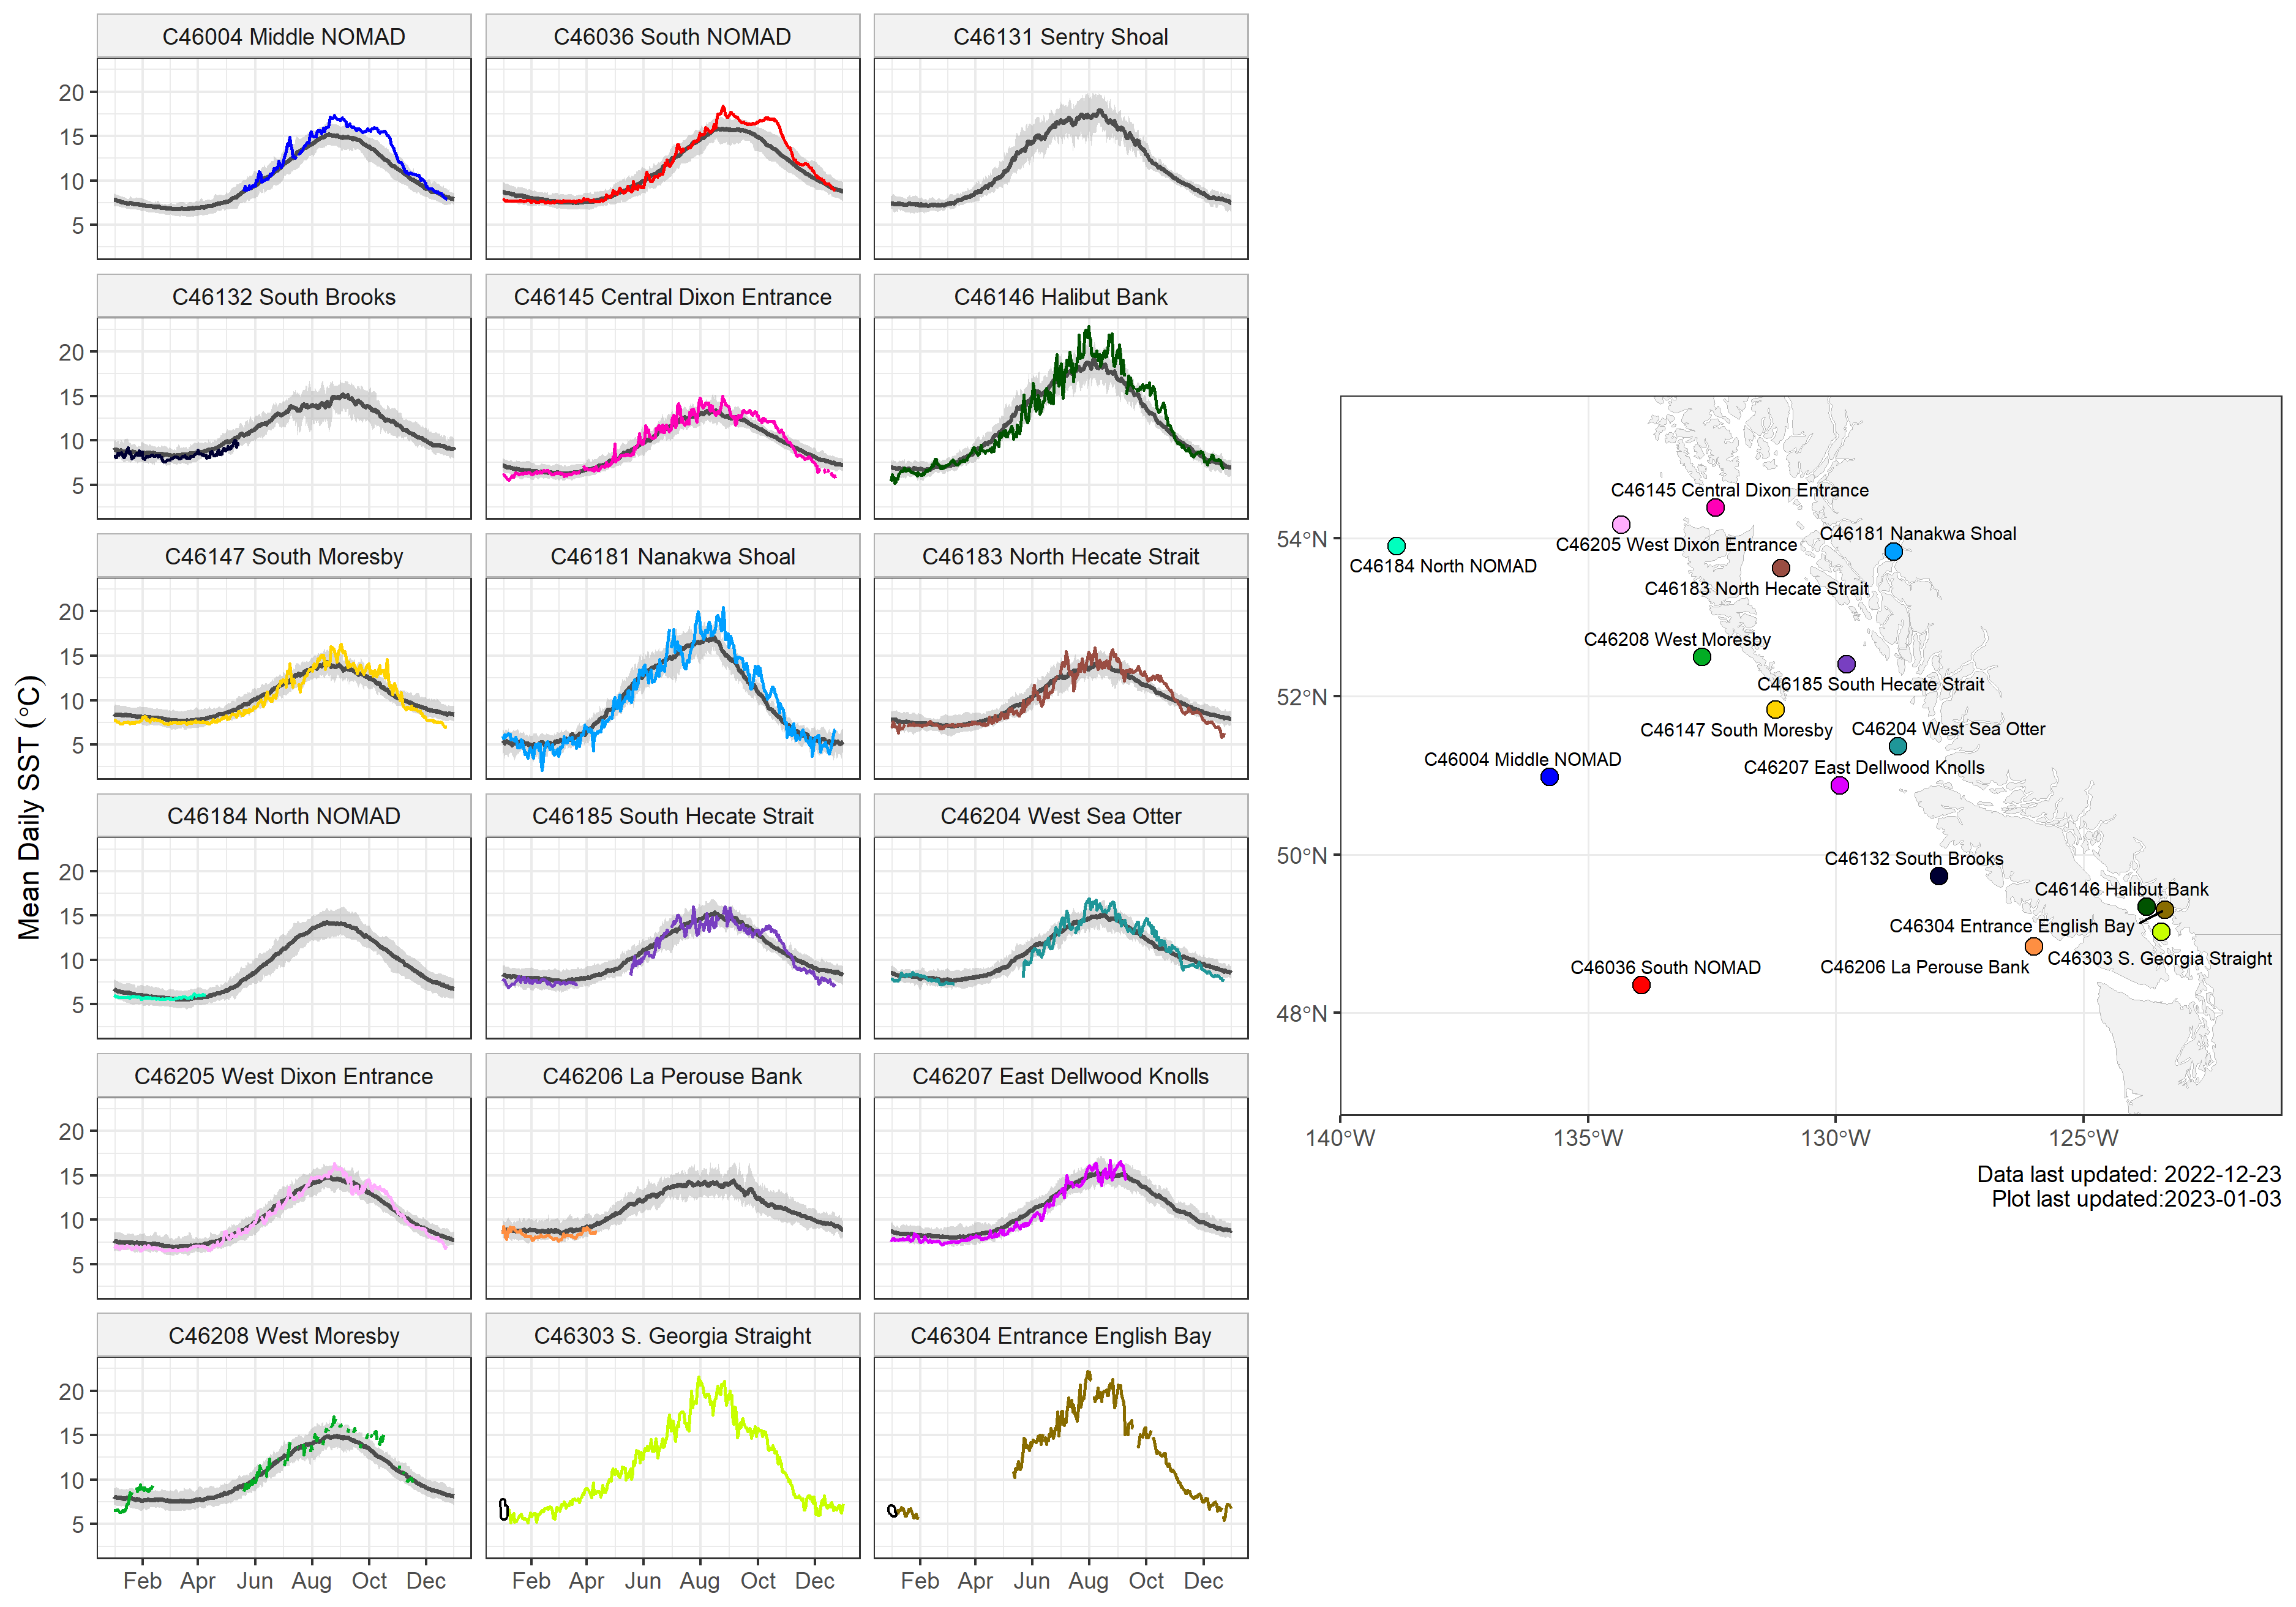 C46004 Middle NOMAD
C46036 South NOMAD
C46131 Sentry Shoal
20
15
10
5
C46132 South Brooks
C46145 Central Dixon Entrance
C46146 Halibut Bank
20
15
10
5
C46147 South Moresby
C46181 Nanakwa Shoal
C46183 North Hecate Strait
20
15
10
5
C46184 North NOMAD
C46185 South Hecate Strait
C46204 West Sea Otter
20
15
10
5
C46205 West Dixon Entrance
C46206 La Perouse Bank
C46207 East Dellwood Knolls
20
15
10
5
C46208 West Moresby
C46303 S. Georgia Straight
C46304 Entrance English Bay
20
15
10
5
Feb Apr Jun Aug Oct Dec
Feb Apr Jun Aug Oct Dec
Feb Apr Jun Aug Oct Dec
Mean Daily SST (°C)
C46145 Central Dixon Entrance
C46181 Nanakwa Shoal
C46205 West Dixon Entrance
C46184 North NOMAD
C46183 North Hecate Strait
C46208 West Moresby
C46185 South Hecate Strait
C46147 South Moresby
C46204 West Sea Otter
C46004 Middle NOMAD
C46207 East Dellwood Knolls
C46132 South Brooks
C46146 Halibut Bank
C46304 Entrance English Bay
C46303 S. Georgia Straight
C46206 La Perouse Bank
C46036 South NOMAD
54°N
52°N
50°N
48°N
140°W 135°W 130°W 125°W
Data last updated: 2022-12-23
Plot last updated:2023-01-03